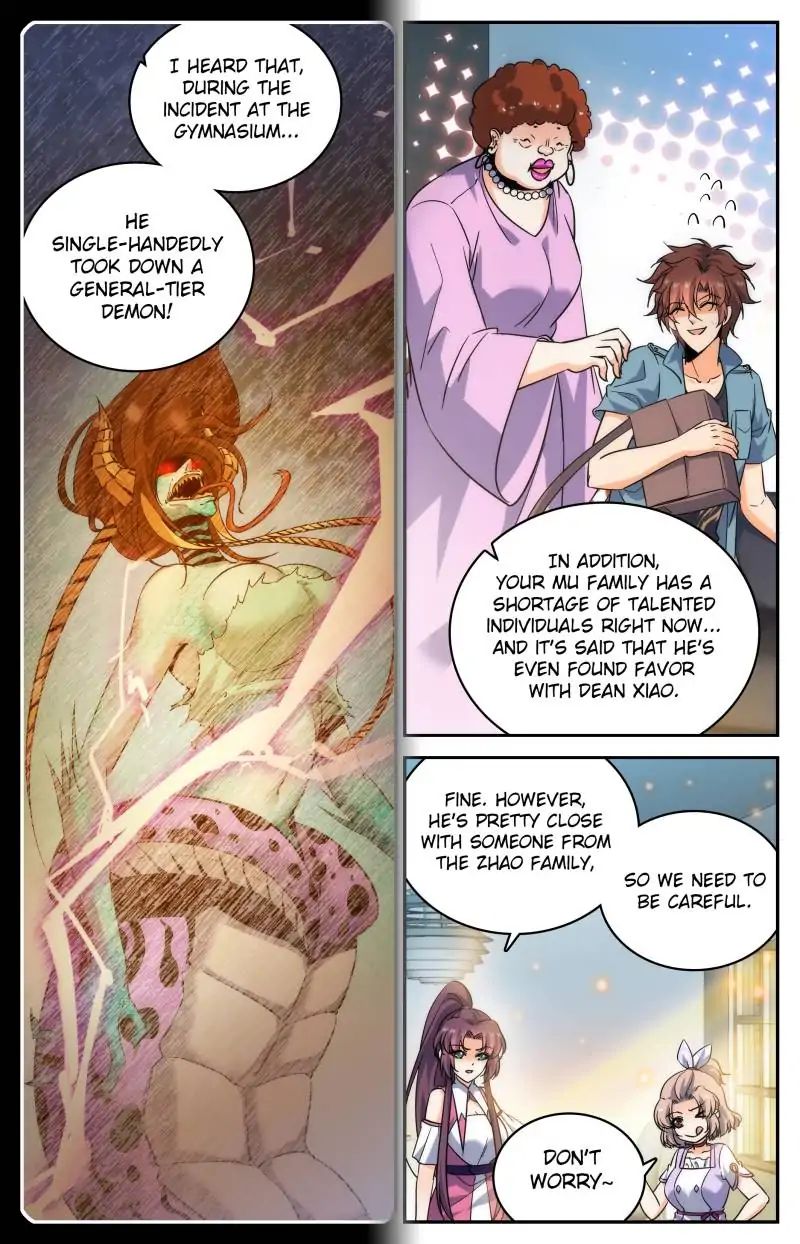 I HEARD THAT,
DURING THE
INCIDENT AT THE
GYMNASIUM...
HE
SINGLE-HANDEDLY
TOOK DOWN A
GENERAL-TIER
DEMON!
IN ADDITION,
YOUR MU FAMILY HAS A
SHORTAGE OF TALENTED
INDIVIDUALS RIGHT NOW...
AND IT'S SAID THAT HE'S
EVEN FOUND FAVOR
WITH DEAN XIAO.
FINE. HOWEVER,
HE'S PRETTY CLOSE
WITH SOMEONE FROM
THE ZHAO FAMILY,
SO WE NEED TO
BE CAREFUL.
DON'T
WORRY~